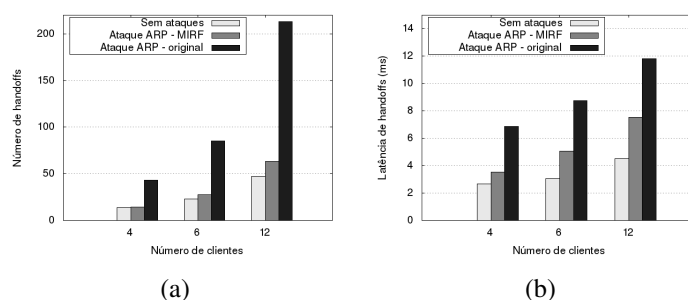 Sem ataques
Ataque ARP - MIRF
Ataque ARP - original
200
150
100
50
0
Número de handoffs
4 6 12
Número de clientes
(a)
Sem ataques
Ataque ARP - MIRF
Ataque ARP - original
14
12
10
8
6
4
2
0
Latência de handoffs (ms)
4 6 12
Número de clientes
(b)